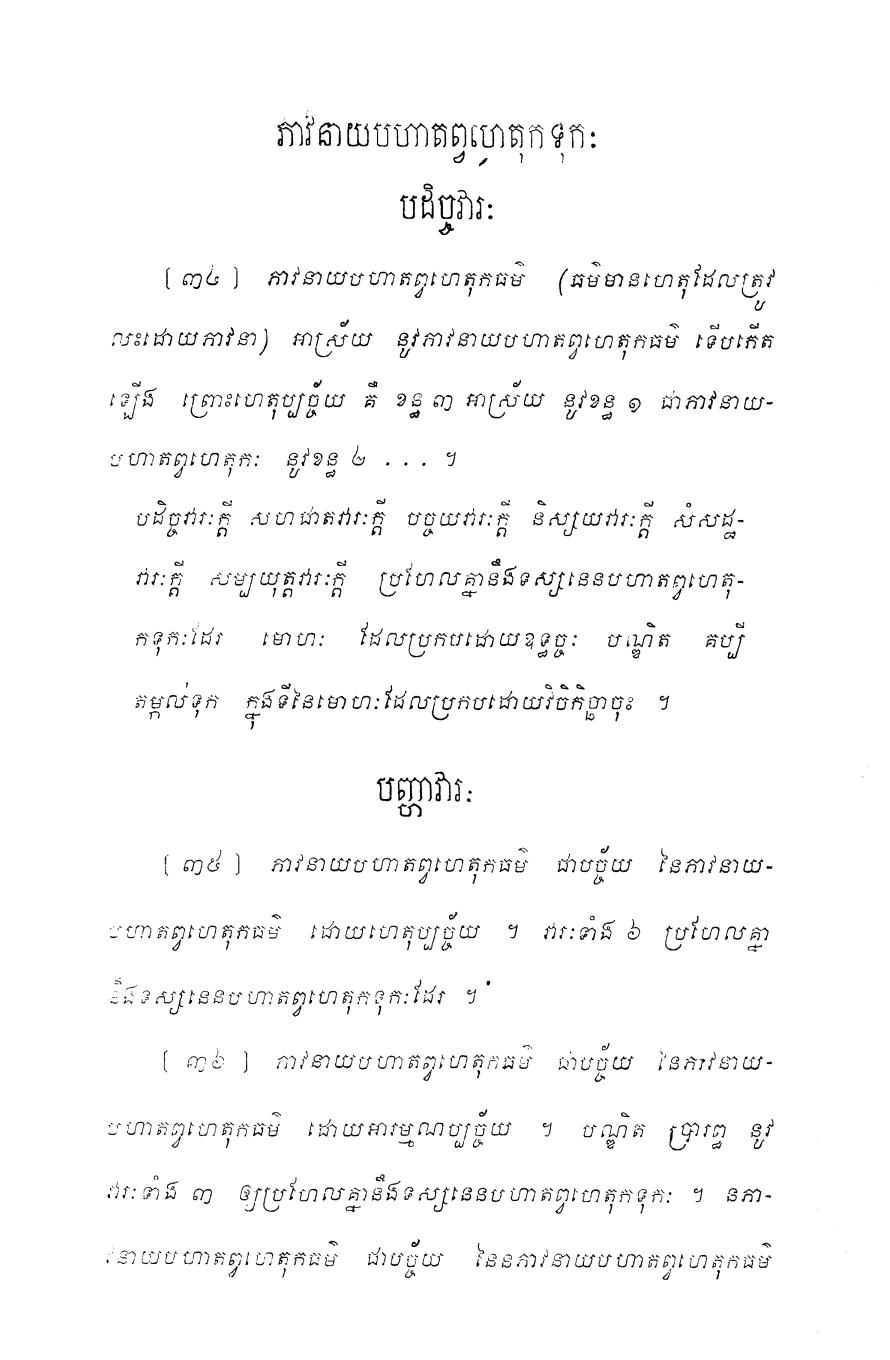 ភាវនាយបហាតព្វហេតុកទុកៈ
បដិច្ចវារៈ
[ ៣៤ ] ភាវនាយបហាតព្វហេតុកធម៌ (ធម៌មានហេតុដែលត្រូវ
លះដោយភាវនា) អាស្រ័យ នូវភាវនាយបហាតព្វហេតុកធម៌ ទើបកើត
ឡើង ព្រោះហេតុប្បច្ច័យ គឺ ខន្ធ ៣ អាស្រ័យ នូវខន្ធ ១ ជាភាវនាយ-
បហាតព្វហេតុកៈ នូវខន្ធ ២ ... ។
បដិច្ចវារៈក្តី សហជាតវារៈក្តី បច្ចយវារៈក្តី និស្សយវារៈក្តី សំសដ្ឋ-
វារៈក្តី សម្បយុត្តវារៈក្តី ប្រហែលគ្នានឹងទស្សនេនបហាតព្វហេតុ-
កទុកៈដែរ មោហៈ ដែលប្រកបដោយឧទ្ធច្ចៈ បណ្ឌិត គប្បី
តម្កល់ទុក ក្នុងទីនៃមោហៈដែលប្រកបដោយវិចិកិច្ឆាចុះ ។
បញ្ហាវារៈ
[ ៣៥ ] ភាវនាយបហាតព្វហេតុកធម៌ ជាបច្ច័យ នៃភាវនាយ-
បហាតព្វហេតុកធម៌ ដោយហេតុប្បច្ច័យ ។ វារៈទាំង ៦ ប្រហែលគ្នា
នឹងទស្សនេនបហាតព្វហេតុកទុកៈដែរ ។
[ ៣៦ ] ភាវនាយបហាតព្វហេតុកធម៌ ជាបច្ច័យ នៃភាវនាយ-
បហាតព្វហេតុកធម៌ ដោយអារម្មណប្បច្ច័យ ។ បណ្ឌិត ប្រារព្ធ នូវ
វារៈទាំង ៣ ឲ្យប្រហែលគ្នានឹងទស្សនេនបហាតព្វហេតុកទុកៈ ។ នភា-
វនាយបហាតព្វហេតុកធម៌ ជាបច្ច័យ នៃនភាវនាយបហាតព្វហេតុកធម៌